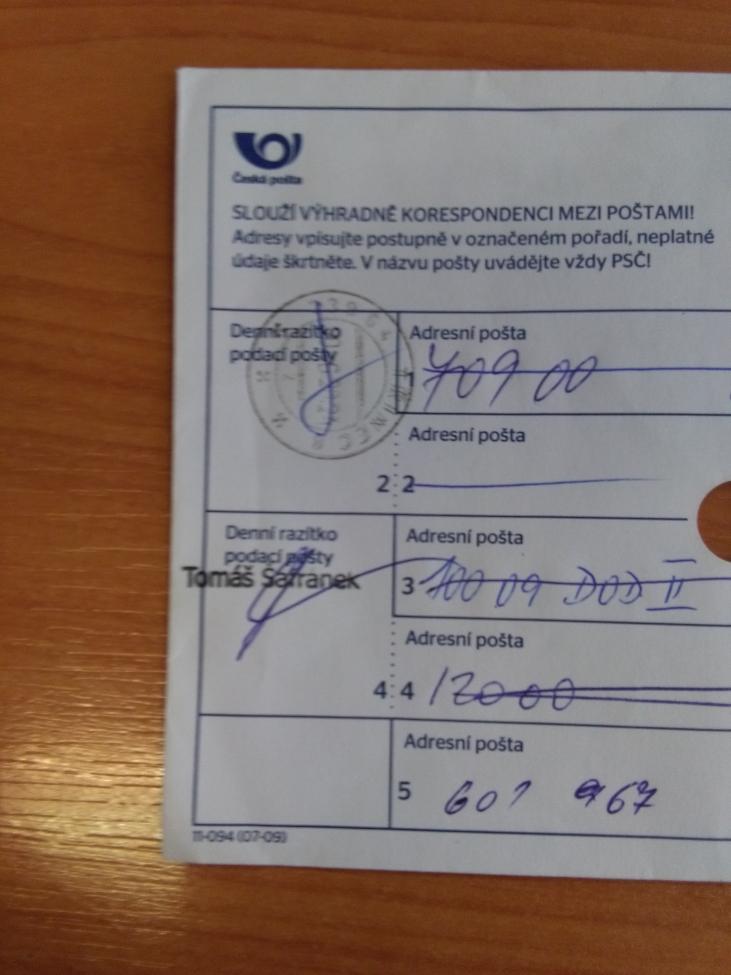 Česká pošta
SLOUŽÍ VÝHRADNĚ KORESPONDENCI MEZI POŠTAMI!
Adresy vpisujte postupně v označeném pořadí, neplatné
údaje škrtněte. V názvu pošty uvádějte vždy PSČ!
Denní razítko
podací pošty
Adresní pošta
1 709 00
Adresní pošta
2 2
Denní razítko
podací pošty
Tomáš Šafránek
Adresní pošta
3 700 09 DOD II
Adresní pošta
4 4 12000
Adresní pošta
5 601 967
11-094 (07-09)